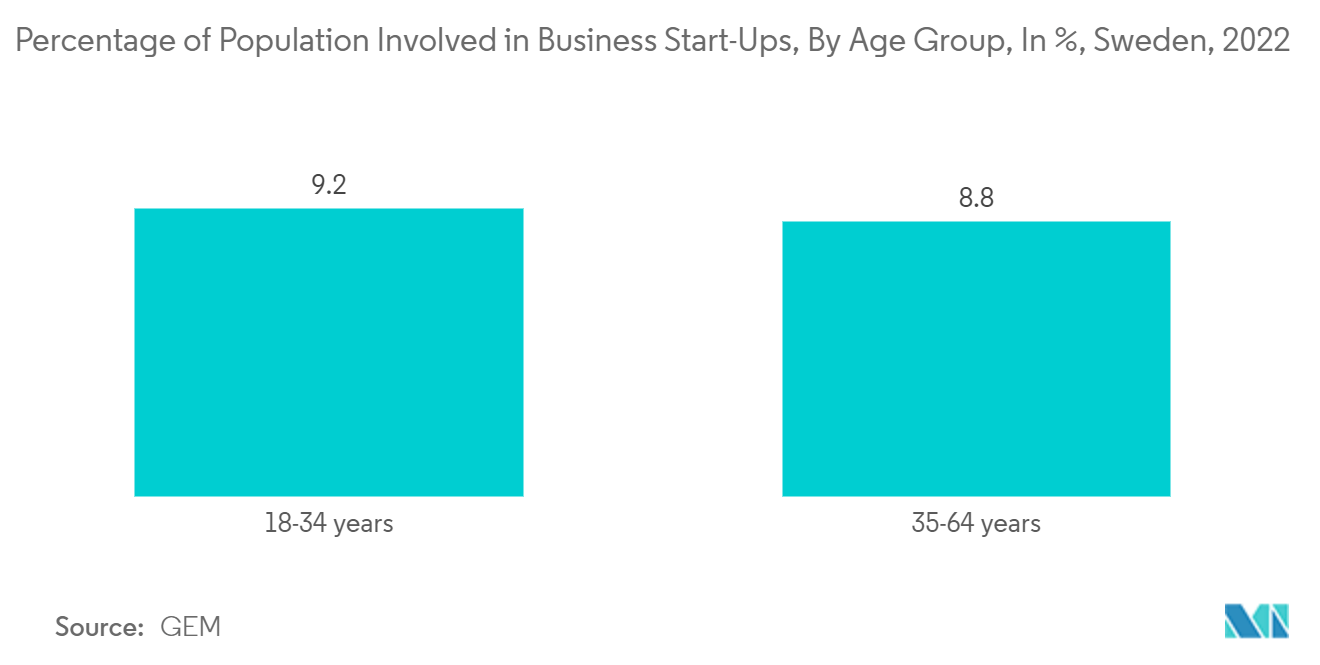 Percentage of Population Involved in Business Start-Ups, By Age Group, In %, Sweden, 2022
9.2
8.8
18-34 years
35-64 years
Source: GEM